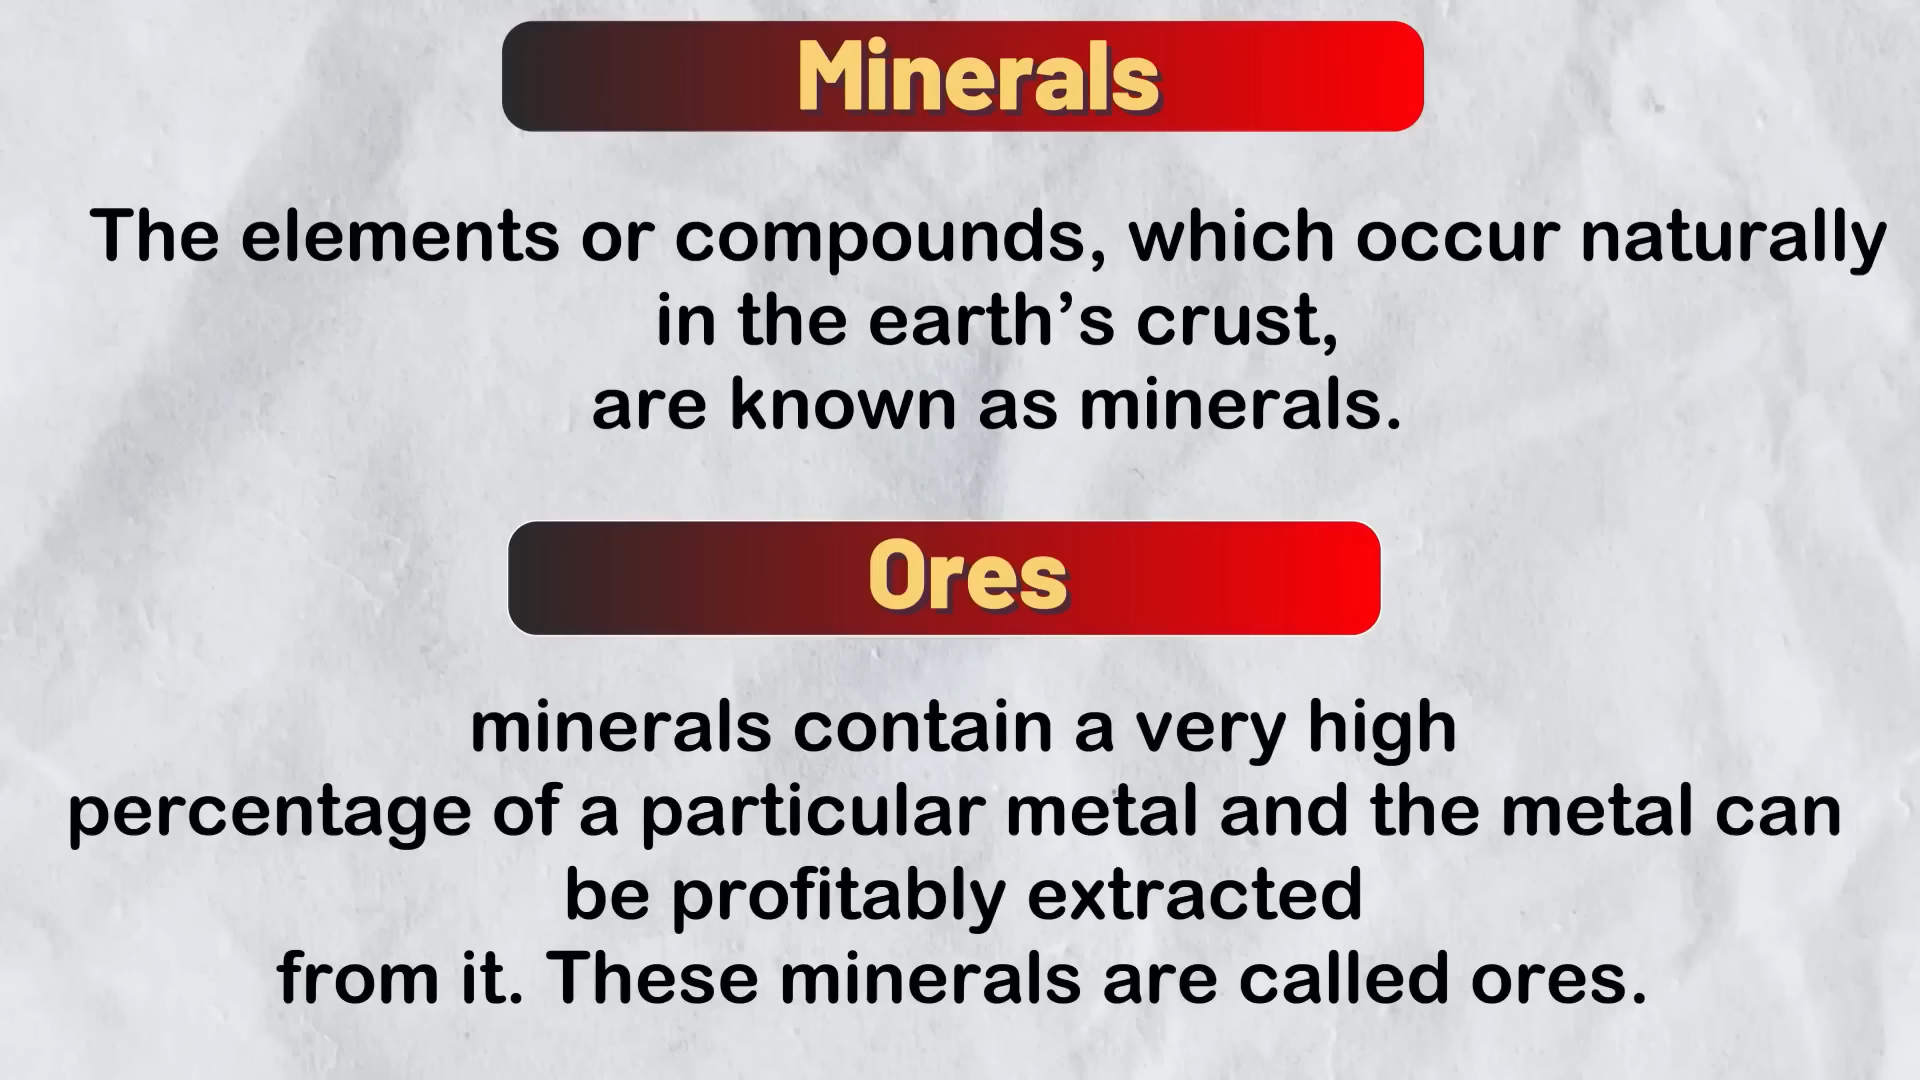 Minerals
The elements or compounds, which occur naturally
in the earth’s crust,
are known as minerals.
Ores
minerals contain a very high
percentage of a particular metal and the metal can
be profitably extracted
from it. These minerals are called ores.